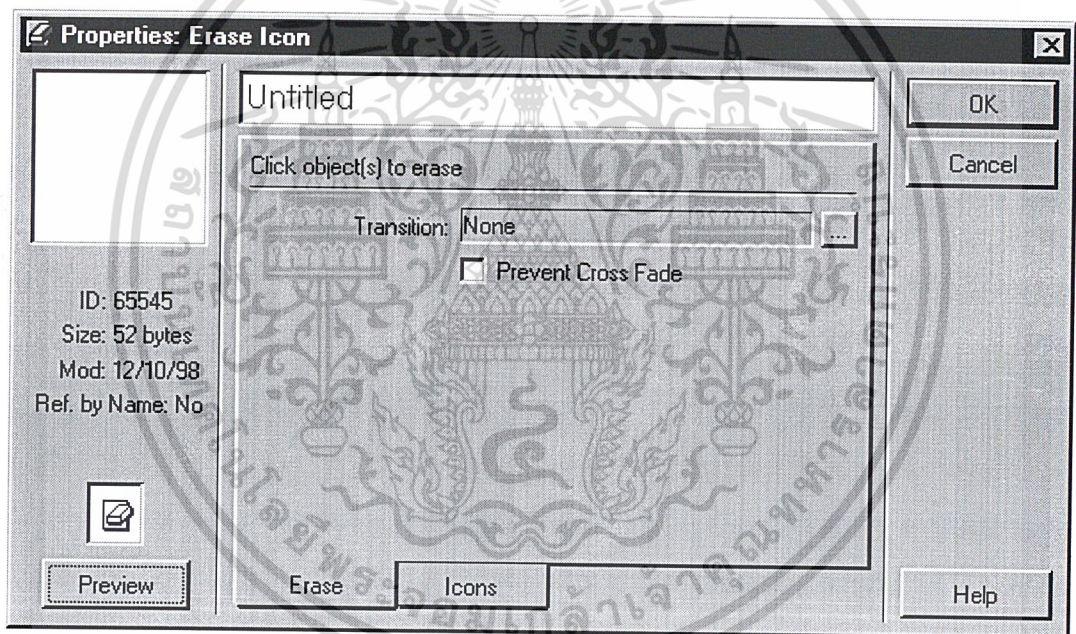 Properties: Erase Icon
Untitled
OK
Cancel
Click object(s) to erase
Transition: None
...
Prevent Cross Fade
ID: 65545
Size: 52 bytes
Mod: 12/10/98
Ref. by Name: No
Preview
Erase
Icons
Help